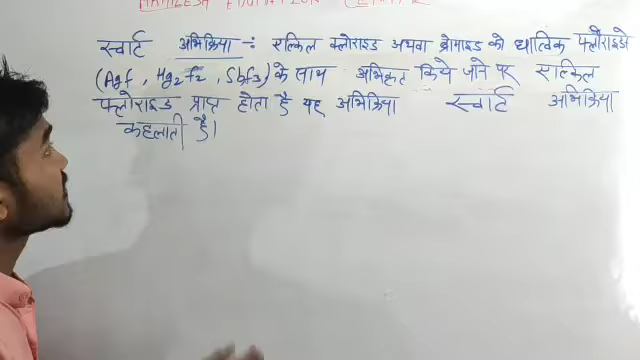 स्वार्ट अभिक्रिया :- एल्किल क्लोराइड अथवा ब्रोमाइड को धात्विक फ्लोराइडो
(Agf , Hg2f2 , Sbf3) के साथ अभिकृत किये जाने पर एल्किल
फ्लोराइड प्राप्त होता है यह अभिक्रिया स्वार्ट अभिक्रिया
कहलाती है।